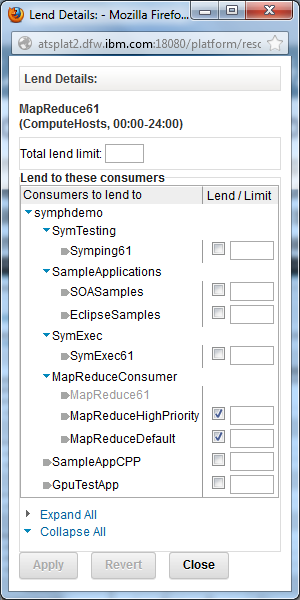 Lend Details: - Mozilla Firefo...
atsplat2.dfw.ibm.com:18080/platform/resc
Lend Details:
MapReduce61
(ComputeHosts, 00:00-24:00)
Total lend limit:
Lend to these consumers
Consumers to lend to Lend / Limit
symphdemo
SymTesting
Symping61
SampleApplications
SOASamples
EclipseSamples
SymExec
SymExec61
MapReduceConsumer
MapReduce61
MapReduceHighPriority
MapReduceDefault
SampleAppCPP
GpuTestApp
Expand All
Collapse All
Apply Revert Close